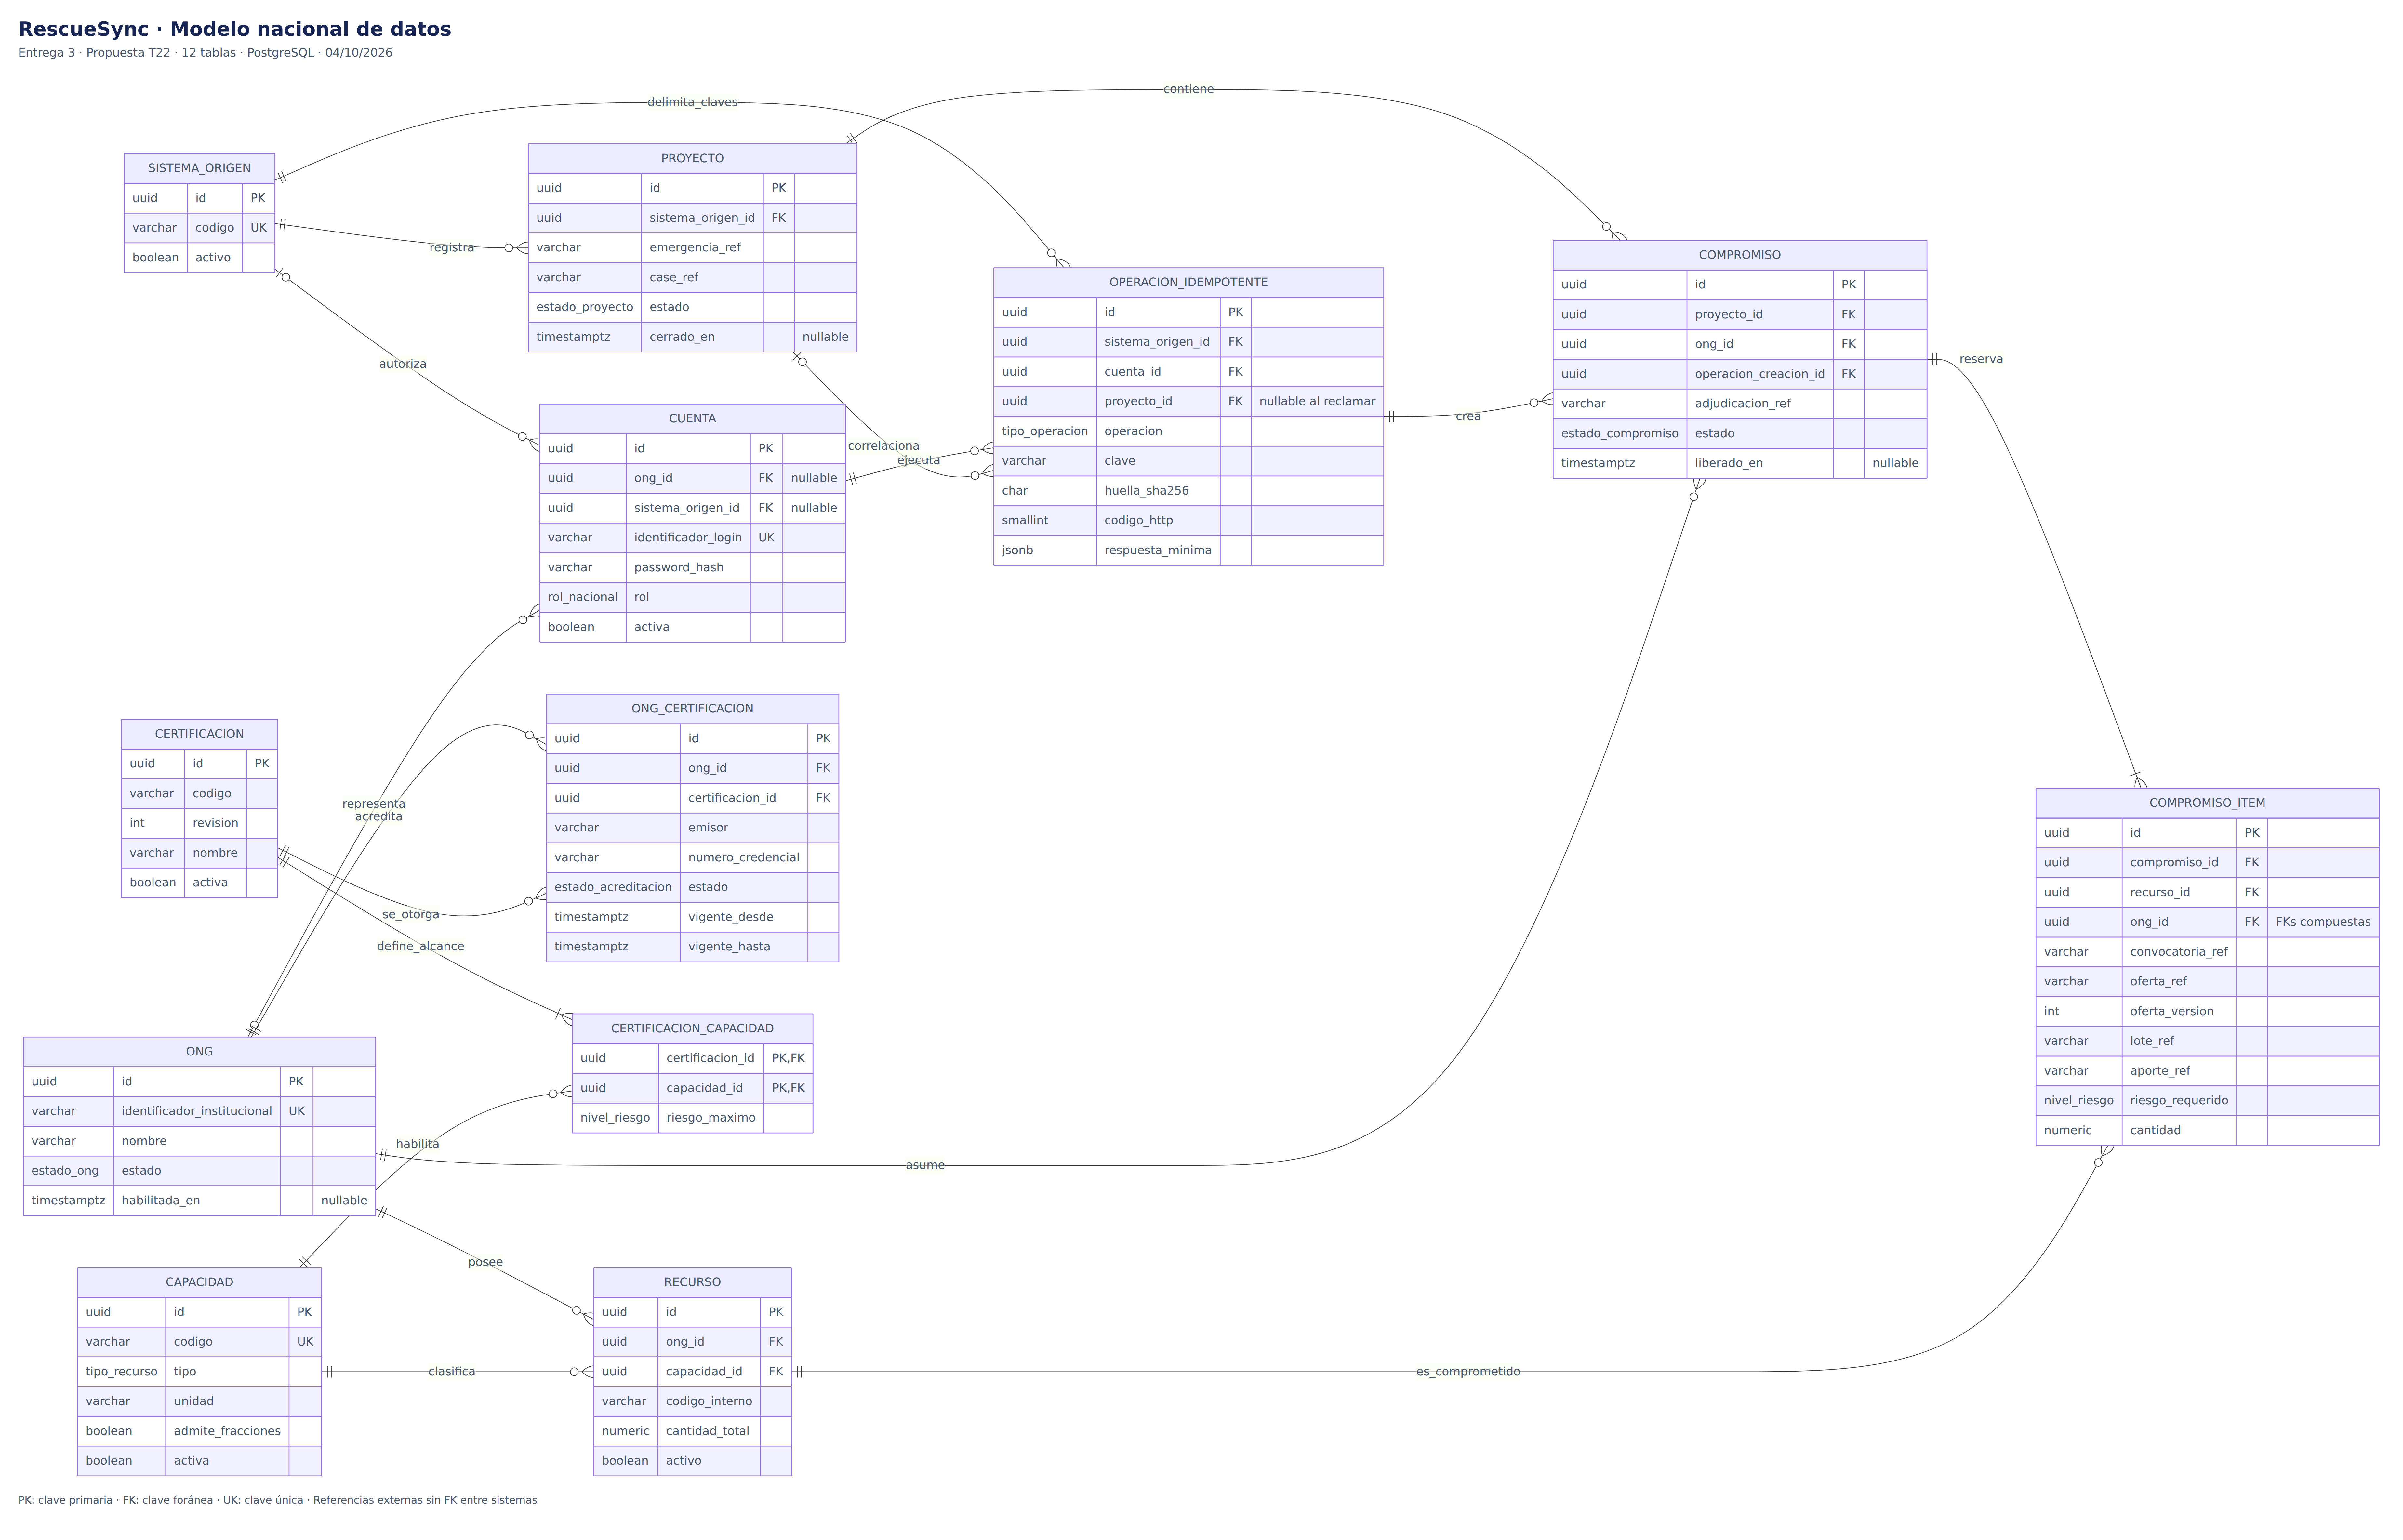 RescueSync · Modelo nacional de datos
Entrega 3 · Propuesta T22 · 12 tablas · PostgreSQL · 04/10/2026
contiene
delimita_claves
registra
autoriza
correlaciona
ejecuta
crea
reserva
representa
acredita
se_otorga
define_alcance
habilita
asume
posee
clasifica
es_comprometido
SISTEMA_ORIGEN
uuid id PK
varchar codigo UK
boolean activo
PROYECTO
uuid id PK
uuid sistema_origen_id FK
varchar emergencia_ref
varchar case_ref
estado_proyecto estado
timestamptz cerrado_en nullable
OPERACION_IDEMPOTENTE
uuid id PK
uuid sistema_origen_id FK
uuid cuenta_id FK
uuid proyecto_id FK nullable al reclamar
tipo_operacion operacion
varchar clave
char huella_sha256
smallint codigo_http
jsonb respuesta_minima
COMPROMISO
uuid id PK
uuid proyecto_id FK
uuid ong_id FK
uuid operacion_creacion_id FK
varchar adjudicacion_ref
estado_compromiso estado
timestamptz liberado_en nullable
CUENTA
uuid id PK
uuid ong_id FK nullable
uuid sistema_origen_id FK nullable
varchar identificador_login UK
varchar password_hash
rol_nacional rol
boolean activa
CERTIFICACION
uuid id PK
varchar codigo
int revision
varchar nombre
boolean activa
ONG_CERTIFICACION
uuid id PK
uuid ong_id FK
uuid certificacion_id FK
varchar emisor
varchar numero_credencial
estado_acreditacion estado
timestamptz vigente_desde
timestamptz vigente_hasta
COMPROMISO_ITEM
uuid id PK
uuid compromiso_id FK
uuid recurso_id FK
uuid ong_id FK FKs compuestas
varchar convocatoria_ref
varchar oferta_ref
int oferta_version
varchar lote_ref
varchar aporte_ref
nivel_riesgo riesgo_requerido
numeric cantidad
CERTIFICACION_CAPACIDAD
uuid certificacion_id PK,FK
uuid capacidad_id PK,FK
nivel_riesgo riesgo_maximo
ONG
uuid id PK
varchar identificador_institucional UK
varchar nombre
estado_ong estado
timestamptz habilitada_en nullable
CAPACIDAD
uuid id PK
varchar codigo UK
tipo_recurso tipo
varchar unidad
boolean admite_fracciones
boolean activa
RECURSO
uuid id PK
uuid ong_id FK
uuid capacidad_id FK
varchar codigo_interno
numeric cantidad_total
boolean activo
PK: clave primaria · FK: clave foránea · UK: clave única · Referencias externas sin FK entre sistemas